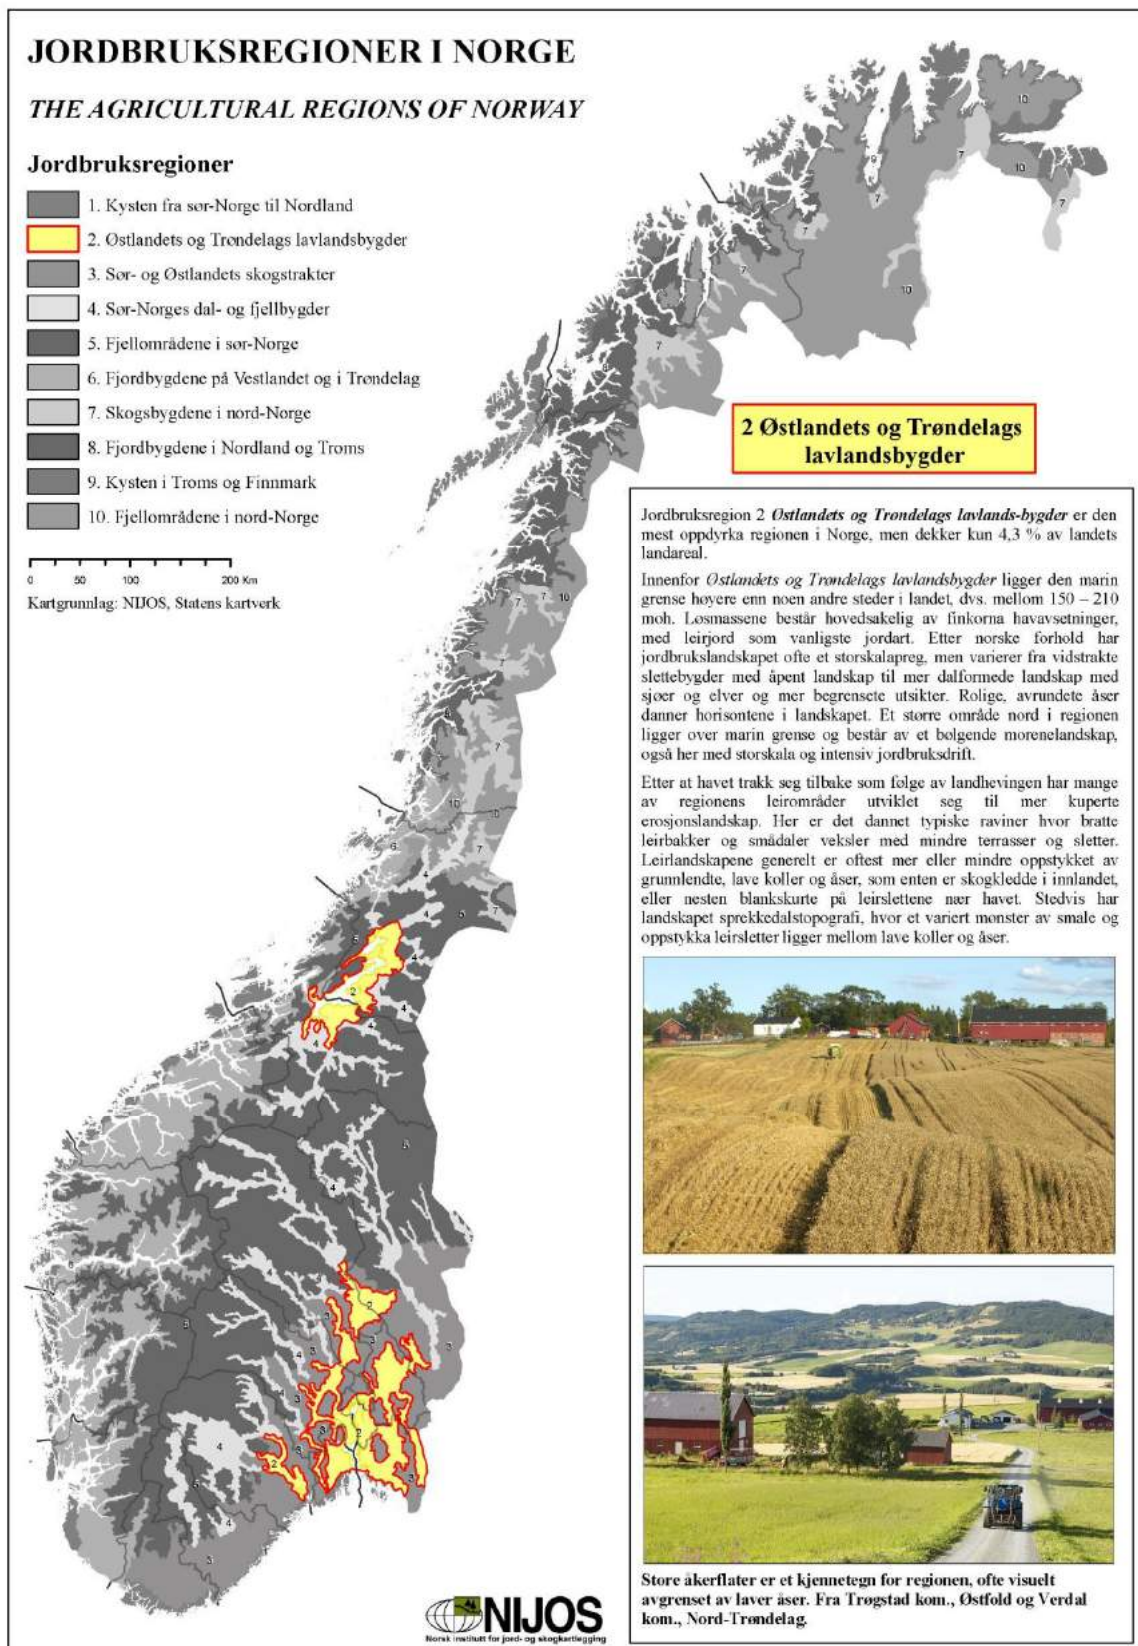 JORDBRUKSREGIONER I NORGE
THE AGRICULTURAL REGIONS OF NORWAY
Jordbruksregioner
1. Kysten fra sør-Norge til Nordland
2. Østlandets og Trøndelags lavlandsbygder
3. Sør- og Østlandets skogstrakter
4. Sør-Norges dal- og fjellbygder
5. Fjellområdene i sør-Norge
6. Fjordbygdene på Vestlandet og i Trøndelag
7. Skogsbygdene i nord-Norge
8. Fjordbygdene i Nordland og Troms
9. Kysten i Troms og Finnmark
10. Fjellområdene i nord-Norge
0 50 100 200 Km
Kartgrunnlag: NIJOS, Statens kartverk
2 Østlandets og Trøndelags
lavlandsbygder
Jordbruksregion 2 Østlandets og Trøndelags lavlands-bygder er den
mest oppdyrka regionen i Norge, men dekker kun 4,3 % av landets
landareal.
Innenfor Østlandets og Trøndelags lavlandsbygder ligger den marin
grense høyere enn noen andre steder i landet, dvs. mellom 150 – 210
moh. Løsmassene består hovedsakelig av finkorna havavsetninger,
med leirjord som vanligste jordart. Etter norske forhold har
jordbrukslandskapet ofte et storskalapreg, men varierer fra vidstrakte
slettebygder med åpent landskap til mer dalformede landskap med
sjøer og elver og mer begrensete utsikter. Rolige, avrundete åser
danner horisontene i landskapet. Et større område nord i regionen
ligger over marin grense og består av et bølgende morenelandskap,
også her med storskala og intensiv jordbruksdrift.
Etter at havet trakk seg tilbake som følge av landhevingen har mange
av regionens leirområder utviklet seg til mer kuperte
erosjonslandskap. Her er det dannet typiske raviner hvor bratte
leirbakker og smådaler veksler med mindre terrasser og sletter.
Leirlandskapene generelt er oftest mer eller mindre oppstykket av
grunnlendte, lave koller og åser, som enten er skogkledde i innlandet,
eller nesten blankskurte på leirslettene nær havet. Stedvis har
landskapet sprekkedalstopografi, hvor et variert mønster av smale og
oppstykka leirsletter ligger mellom lave koller og åser.
Store åkerflater er et kjennetegn for regionen, ofte visuelt
avgrenset av laver åser. Fra Trøgstad kom., Østfold og Verdal
kom., Nord-Trøndelag.
NIJOS
Norsk institutt for jord- og skogkartlegging